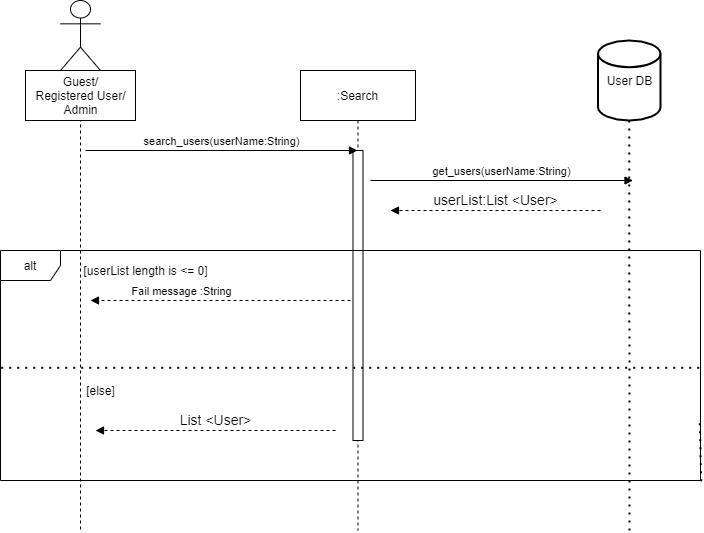 Guest/
Registered User/
Admin
:Search
User DB
search_users(userName:String)
get_users(userName:String)
userList:List <User>
alt
[userList length is <= 0]
Fail message :String
[else]
List <User>